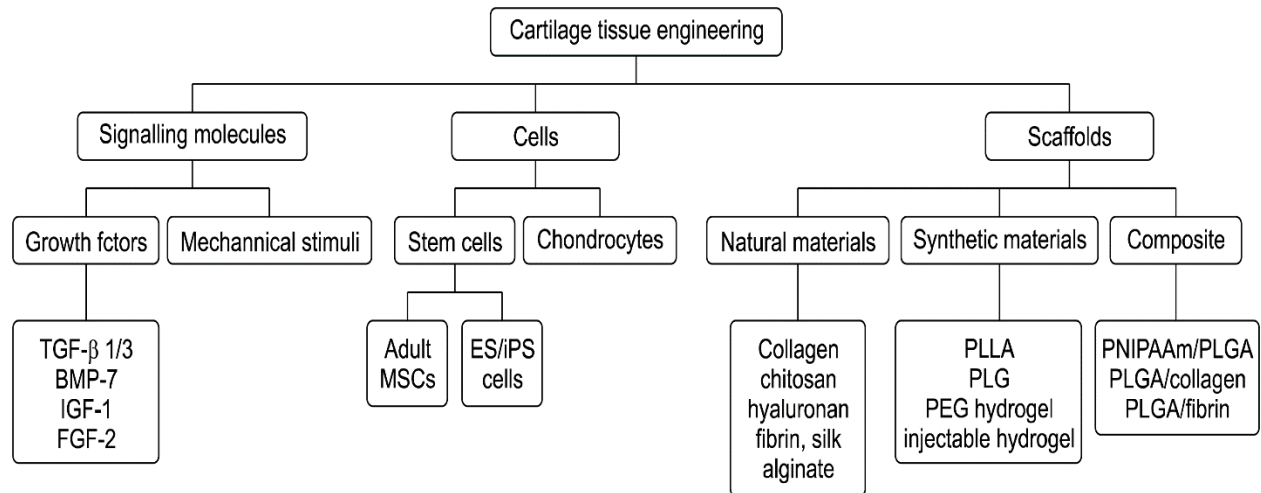 Cartilage tissue engineering
Signalling molecules
Cells
Scaffolds
Growth fctors
Mechannical stimuli
Stem cells
Chondrocytes
Natural materials
Synthetic materials
Composite
TGF-β 1/3
BMP-7
IGF-1
FGF-2
Adult
MSCs
ES/iPS
cells
Collagen
chitosan
hyaluronan
fibrin, silk
alginate
PLLA
PLG
PEG hydrogel
injectable hydrogel
PNIPAAm/PLGA
PLGA/collagen
PLGA/fibrin